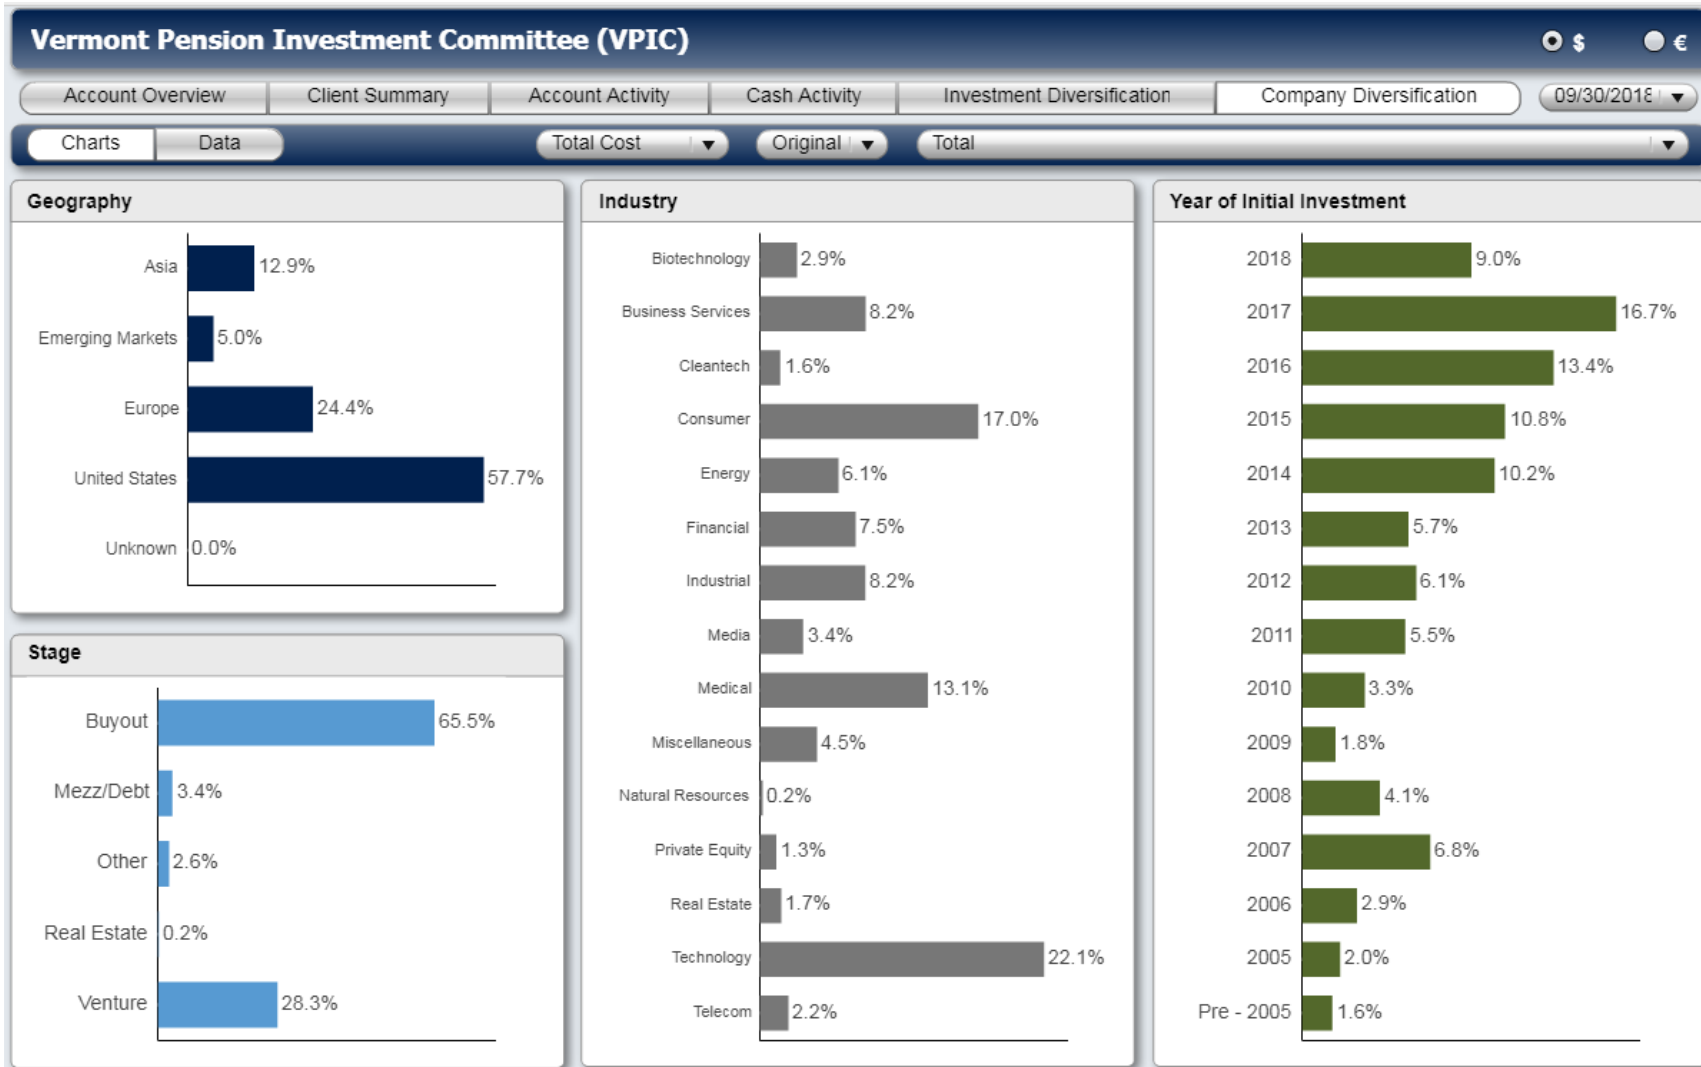 Vermont Pension Investment Committee (VPIC)
$
€
Account Overview
Client Summary
Account Activity
Cash Activity
Investment Diversification
Company Diversification
09/30/2018
Charts
Data
Total Cost
Original
Total
Geography
Asia 12.9%
Emerging Markets 5.0%
Europe 24.4%
United States 57.7%
Unknown 0.0%
Stage
Buyout 65.5%
Mezz/Debt 3.4%
Other 2.6%
Real Estate 0.2%
Venture 28.3%
Industry
Biotechnology 2.9%
Business Services 8.2%
Cleantech 1.6%
Consumer 17.0%
Energy 6.1%
Financial 7.5%
Industrial 8.2%
Media 3.4%
Medical 13.1%
Miscellaneous 4.5%
Natural Resources 0.2%
Private Equity 1.3%
Real Estate 1.7%
Technology 22.1%
Telecom 2.2%
Year of Initial Investment
2018 9.0%
2017 16.7%
2016 13.4%
2015 10.8%
2014 10.2%
2013 5.7%
2012 6.1%
2011 5.5%
2010 3.3%
2009 1.8%
2008 4.1%
2007 6.8%
2006 2.9%
2005 2.0%
Pre - 2005 1.6%